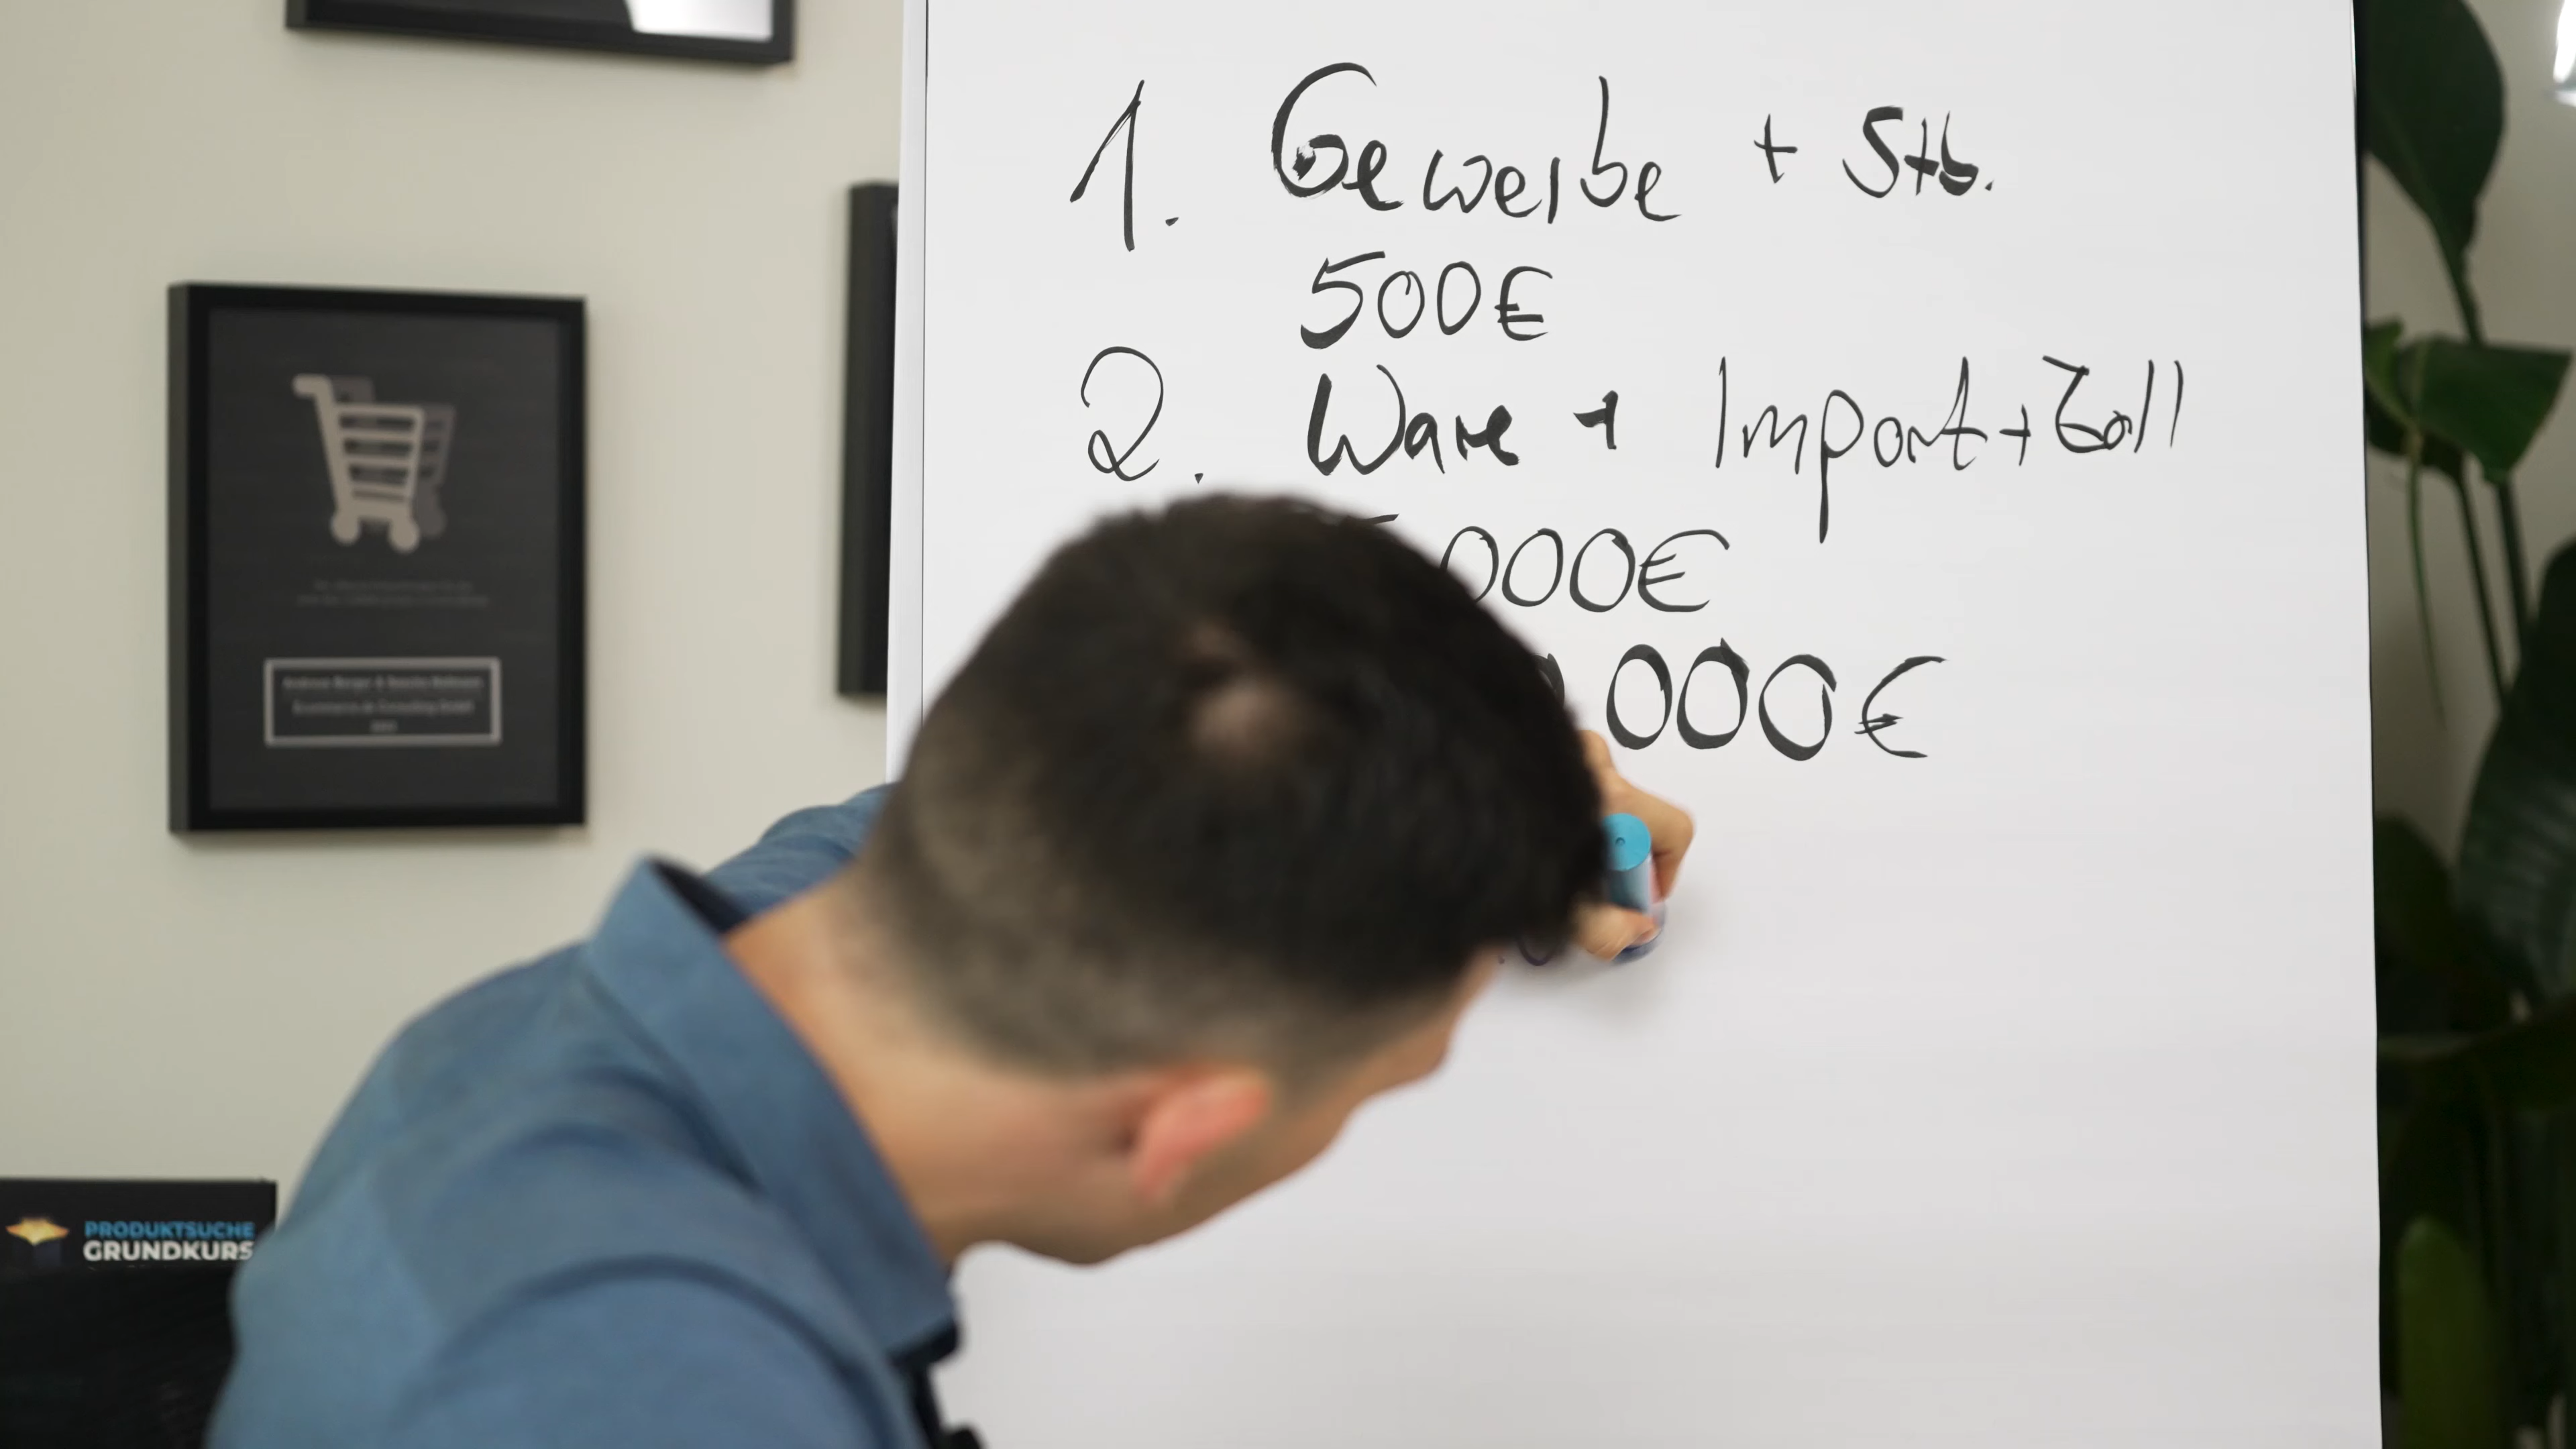 1. Gewerbe + Stb.
500€
2. Ware + Import + Zoll
000€
000€
PRODUKTSUCHE
GRUNDKURS